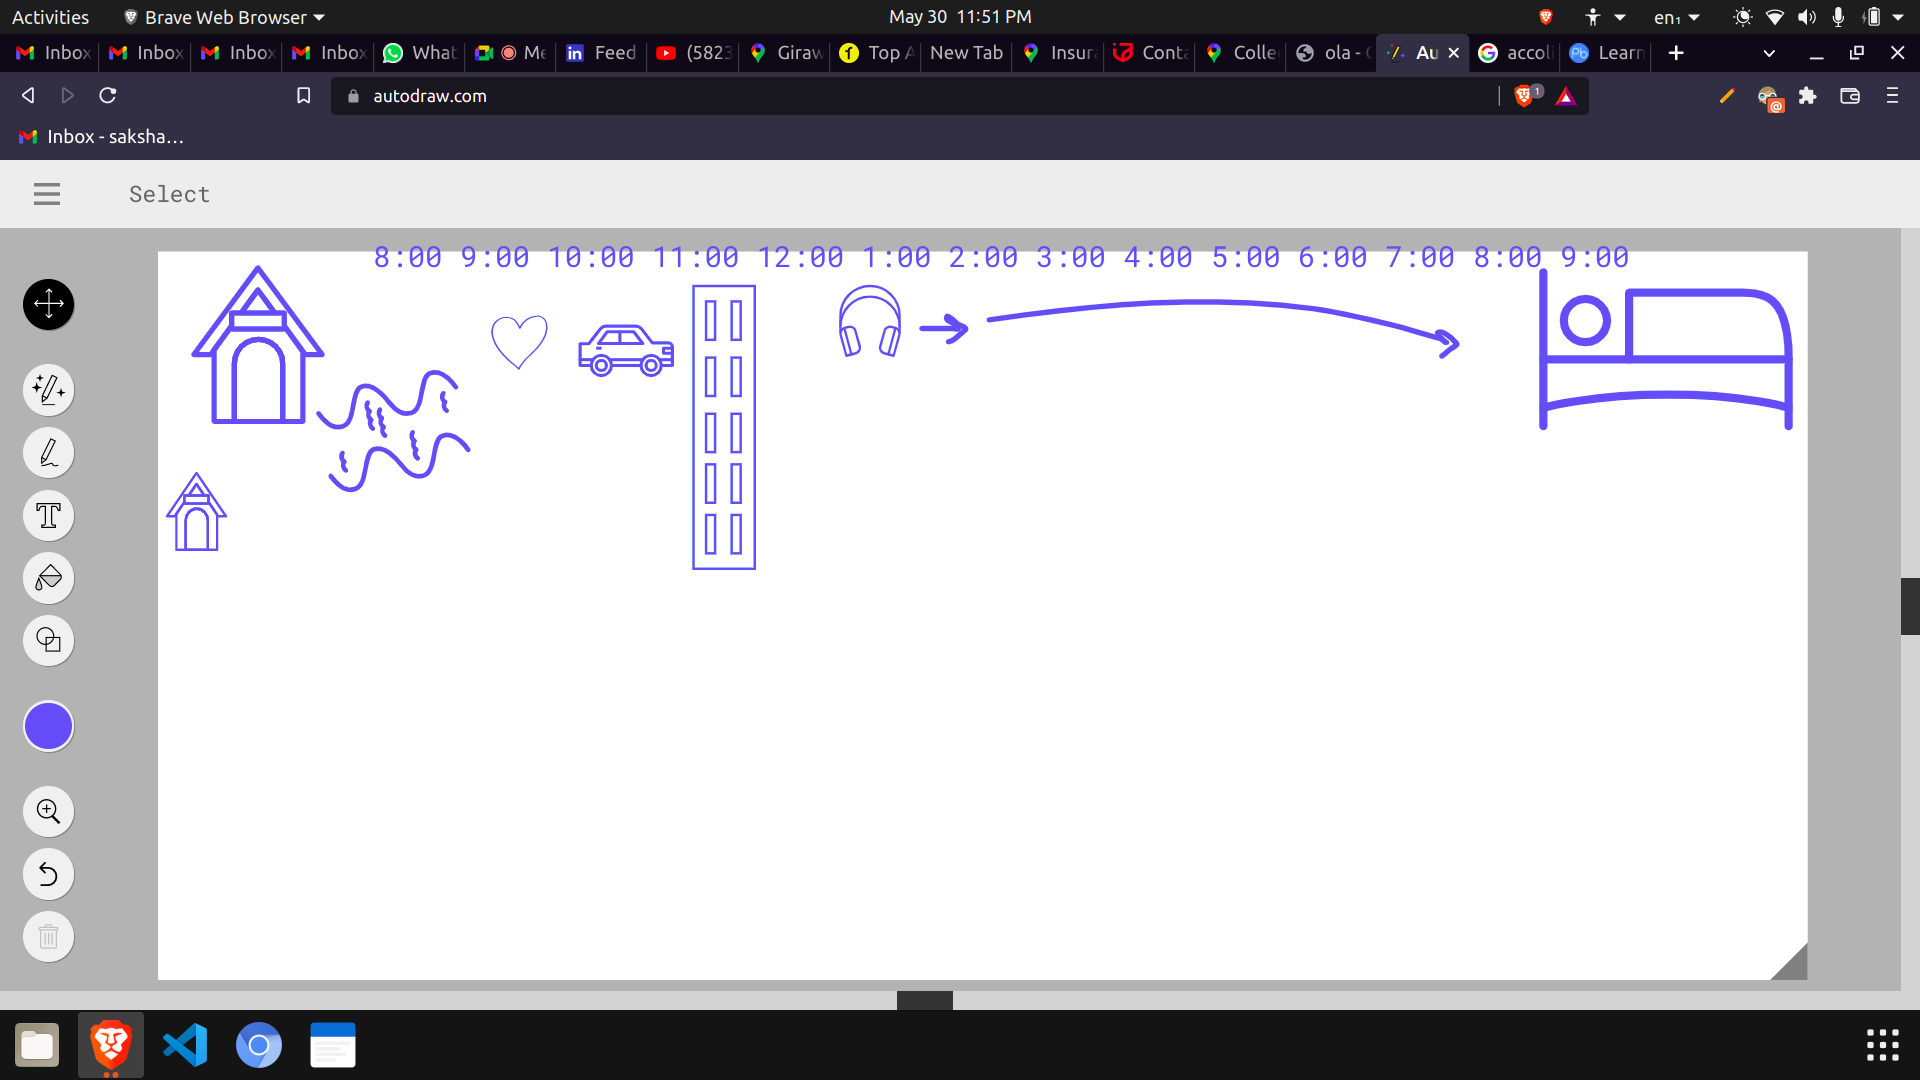 Activities Brave Web Browser May 30 11:51 PM en₁
Inbox Inbox Inbox Inbox What Me Feed (5823 Giraw Top A New Tab Insur Conta Colle ola - Au accol Learn
autodraw.com 1
Inbox - saksha…
Select
8:00 9:00 10:00 11:00 12:00 1:00 2:00 3:00 4:00 5:00 6:00 7:00 8:00 9:00